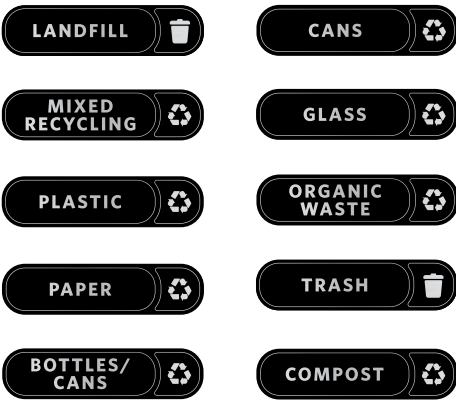 LANDFILL
MIXED
RECYCLING
PLASTIC
PAPER
BOTTLES/
CANS
CANS
GLASS
ORGANIC
WASTE
TRASH
COMPOST